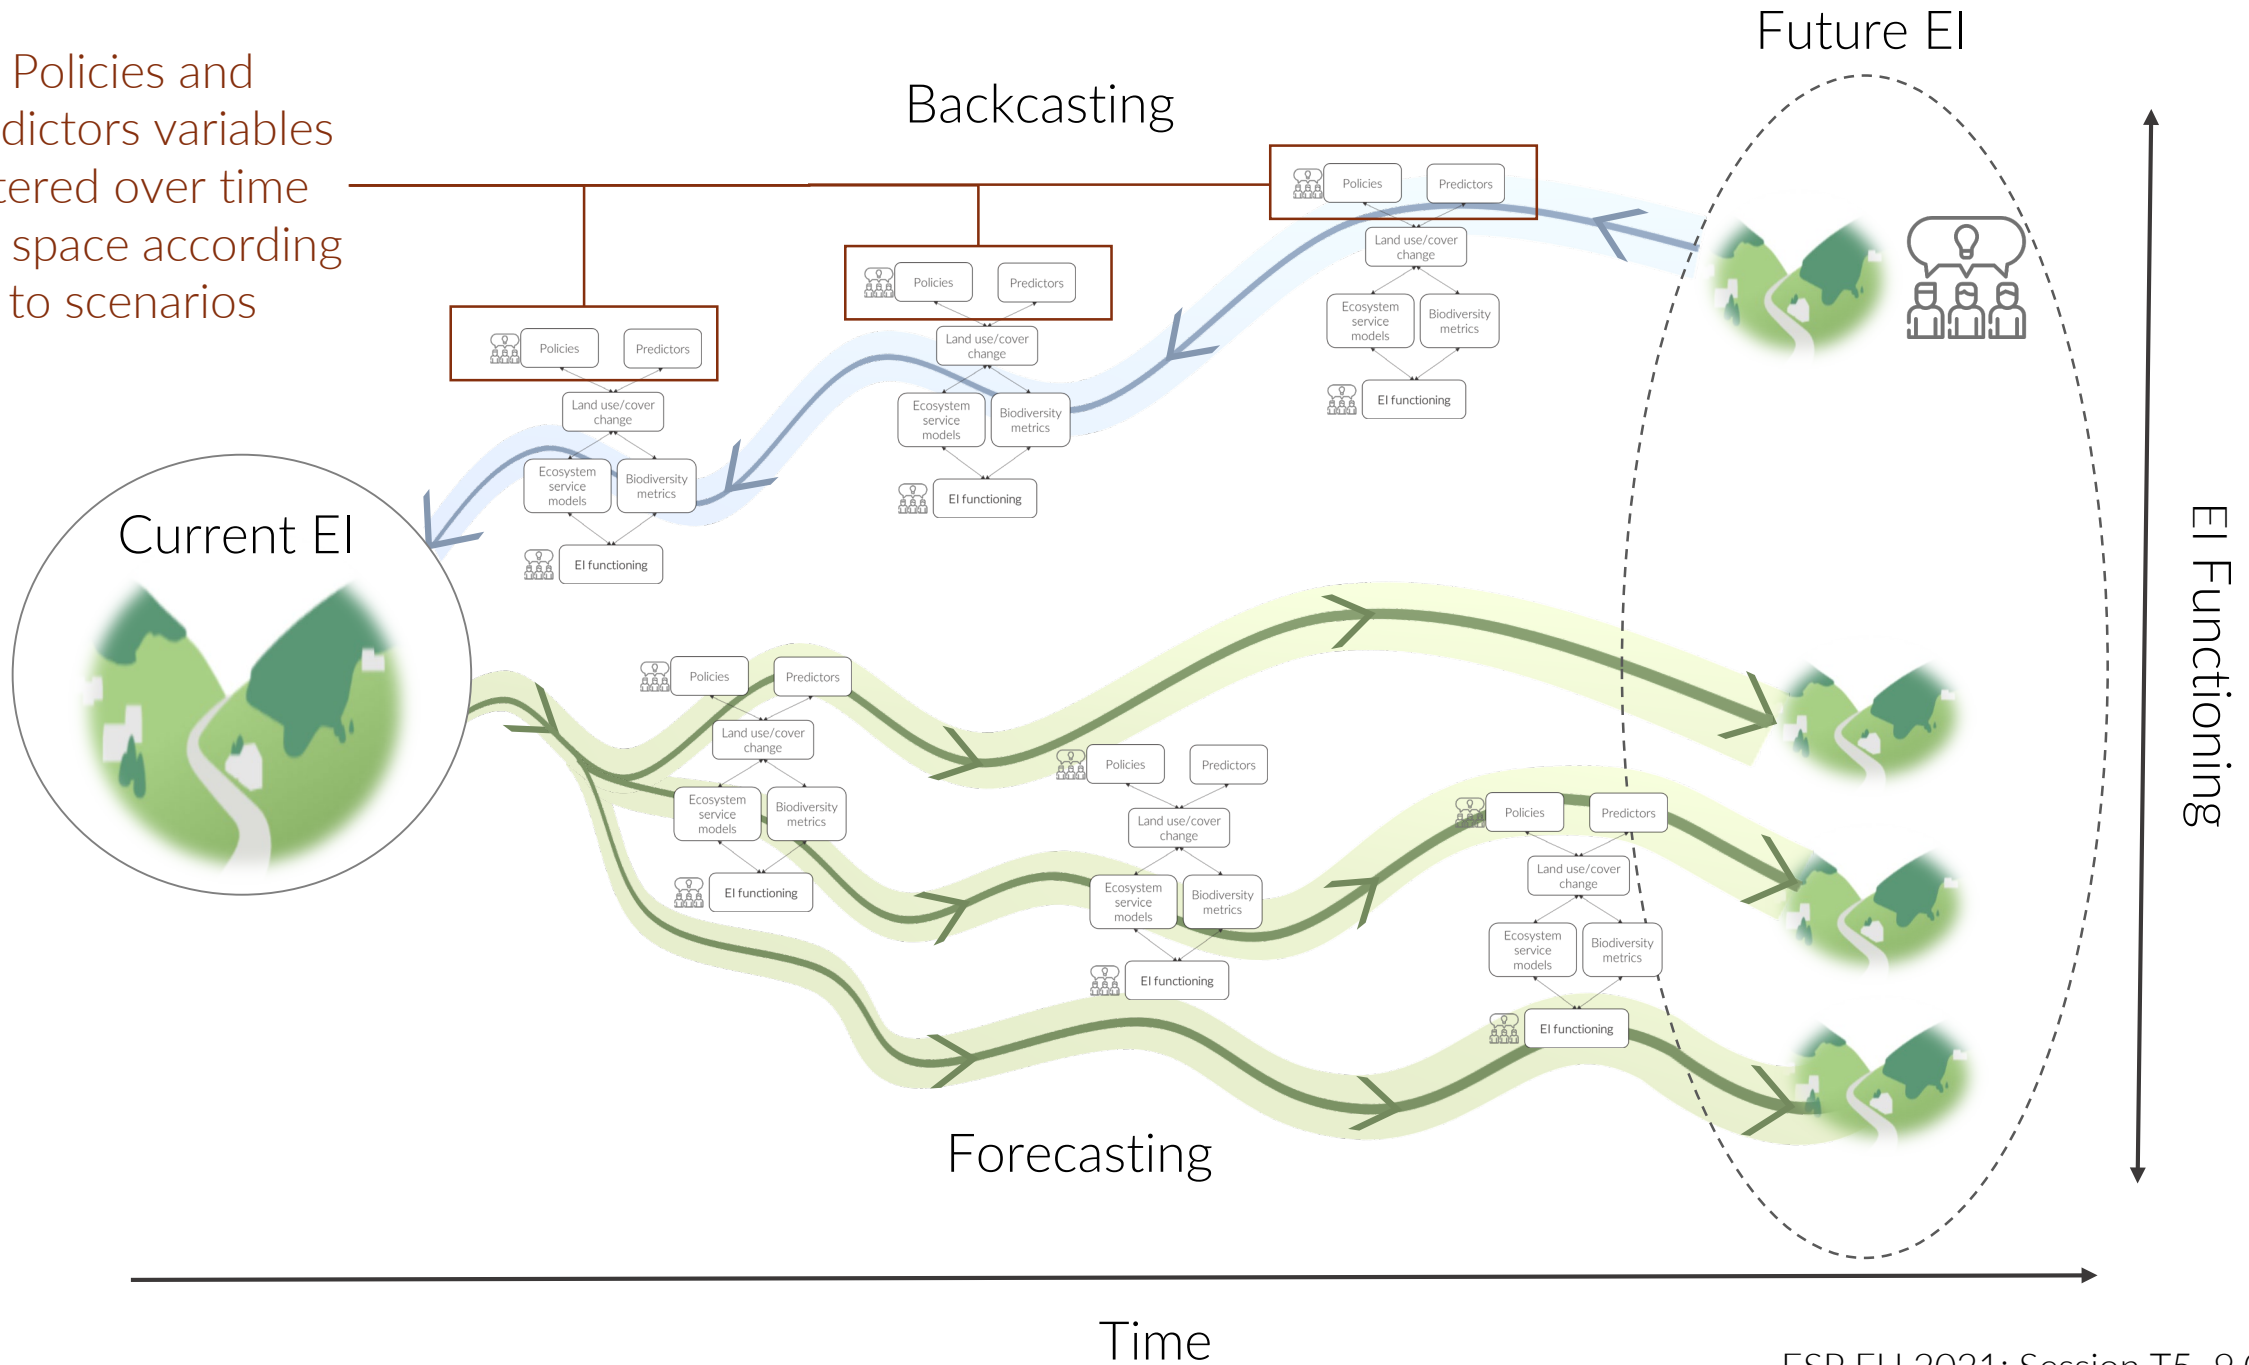 Future EI
Policies and
dictors variables
tered over time
space according
to scenarios
Backcasting
Policies
Predictors
Land use/cover
change
Ecosystem
service
models
Biodiversity
metrics
EI functioning
Policies
Predictors
Land use/cover
change
Ecosystem
service
models
Biodiversity
metrics
EI functioning
Policies
Predictors
Land use/cover
change
Ecosystem
service
models
Biodiversity
metrics
EI functioning
Current EI
EI Functioning
Policies
Predictors
Land use/cover
change
Ecosystem
service
models
Biodiversity
metrics
EI functioning
Policies
Predictors
Land use/cover
change
Ecosystem
service
models
Biodiversity
metrics
EI functioning
Policies
Predictors
Land use/cover
change
Ecosystem
service
models
Biodiversity
metrics
EI functioning
Forecasting
Time
2021: Session